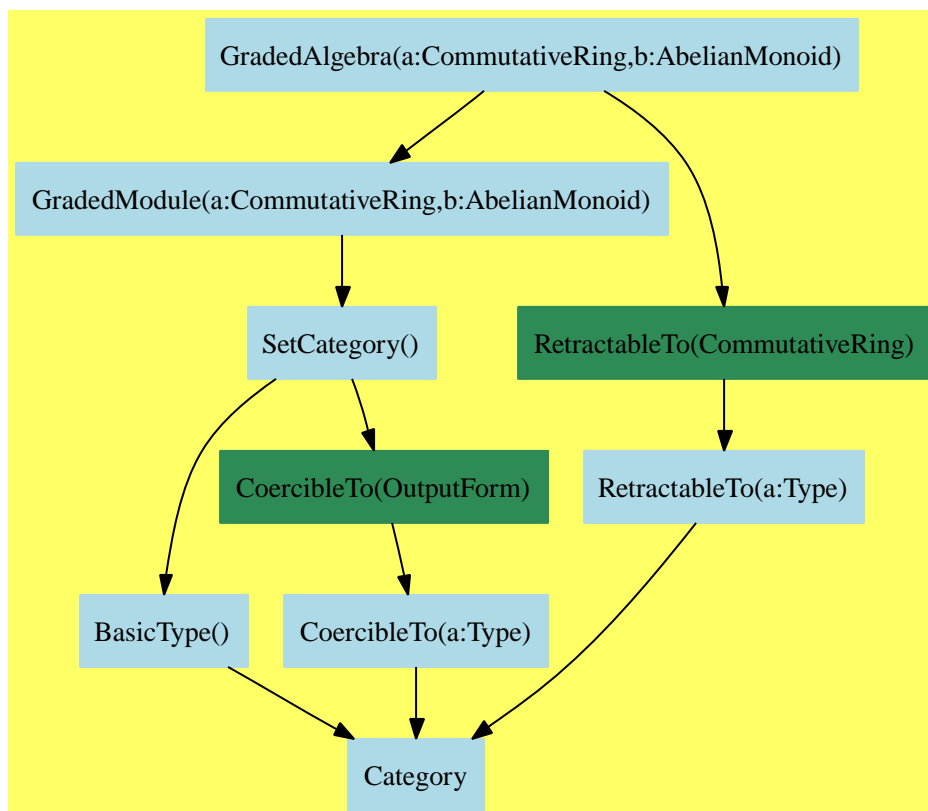 GradedAlgebra(a:CommutativeRing,b:AbelianMonoid)
GradedModule(a:CommutativeRing,b:AbelianMonoid)
SetCategory()
RetractableTo(CommutativeRing)
CoercibleTo(OutputForm)
RetractableTo(a:Type)
BasicType()
CoercibleTo(a:Type)
Category